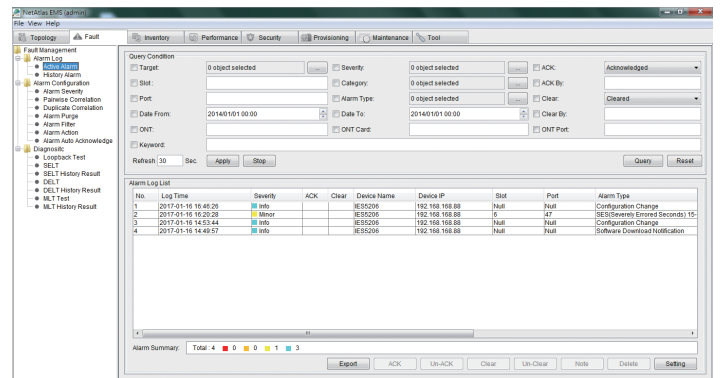 NetAtlas EMS (admin)
File View Help
Topology Fault Inventory Performance Security Provisioning Maintenance Tool
Fault Management
Alarm Log
Active Alarm
History Alarm
Alarm Configuration
Alarm Severity
Pairwise Correlation
Duplicate Correlation
Alarm Purge
Alarm Filter
Alarm Action
Alarm Auto Acknowledge
Diagnositc
Loopback Test
SELT
SELT History Result
DELT
DELT History Result
MLT Test
MLT History Result
Query Condition
Target: 0 object selected ... Severity: 0 object selected ... ACK: Acknowledged
Slot : Category: 0 object selected ... ACK By:
Port: Alarm Type: 0 object selected ... Clear: Cleared
Date From: 2014/01/01 00:00 Date To: 2014/01/01 00:00 Clear By:
ONT: ONT Card: ONT Port:
Keyword:
Refresh 30 Sec. Apply Stop Query Reset
Alarm Log List
No. Log Time Severity ACK Clear Device Name Device IP Slot Port Alarm Type
1 2017-01-16 16:46:26 Info IES5206 192.168.168.88 Null Null Configuration Change
2 2017-01-16 16:20:28 Minor IES5206 192.168.168.88 6 47 SES(Severely Errored Seconds) 15-
3 2017-01-16 14:53:44 Info IES5206 192.168.168.88 Null Null Configuration Change
4 2017-01-16 14:49:57 Info IES5206 192.168.168.88 Null Null Software Download Notification
Alarm Summary: Total : 4 0 0 1 3
Export ACK Un-ACK Clear Un-Clear Note Delete Setting